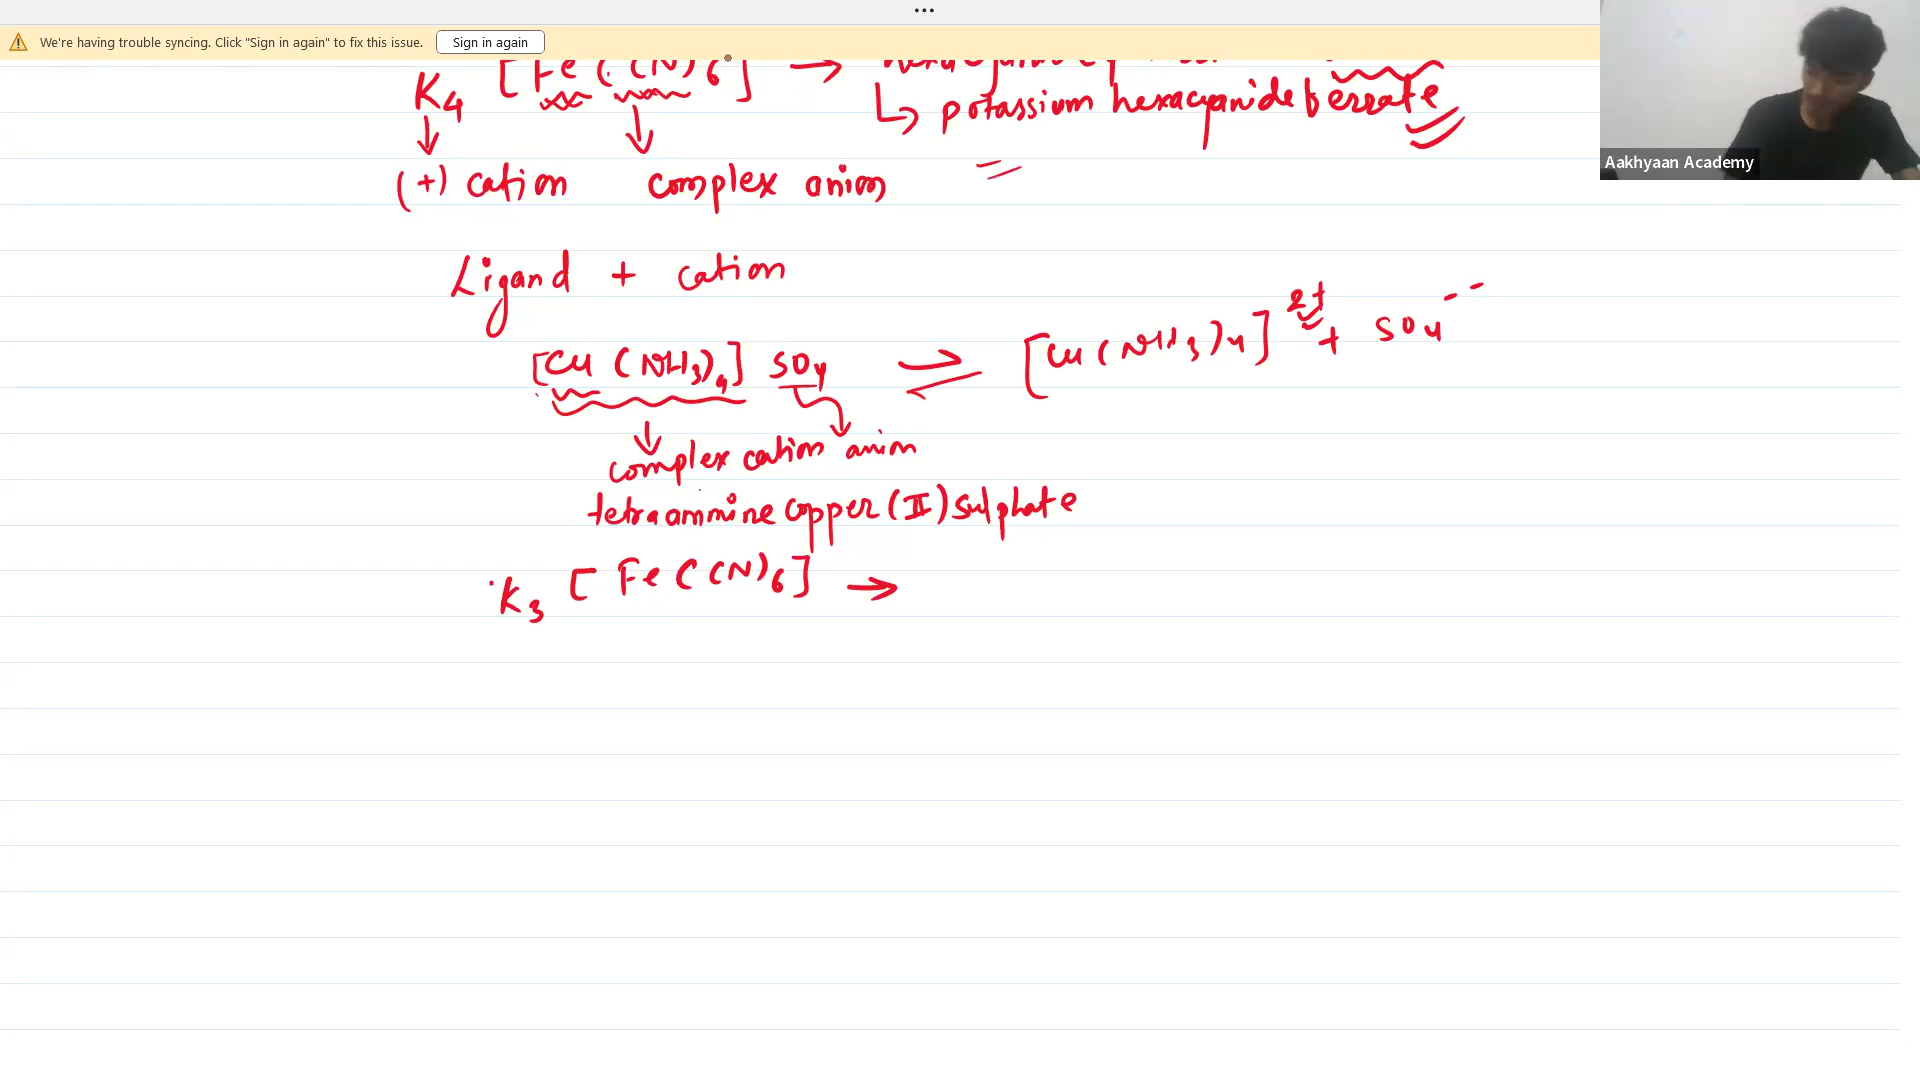 ...
We're having trouble syncing. Click "Sign in again" to fix this issue. Sign in again
K4 [Fe(CN)6] →
↳ potassium hexacyanide ferrate
Aakhyaan Academy
(+) cation complex anion
Ligand + cation
[Cu(NH3)4] SO4 ⇌ [Cu(NH3)4]2+ + SO4--
complex cation anion
tetraammine copper (II) sulphate
K3 [Fe(CN)6] →